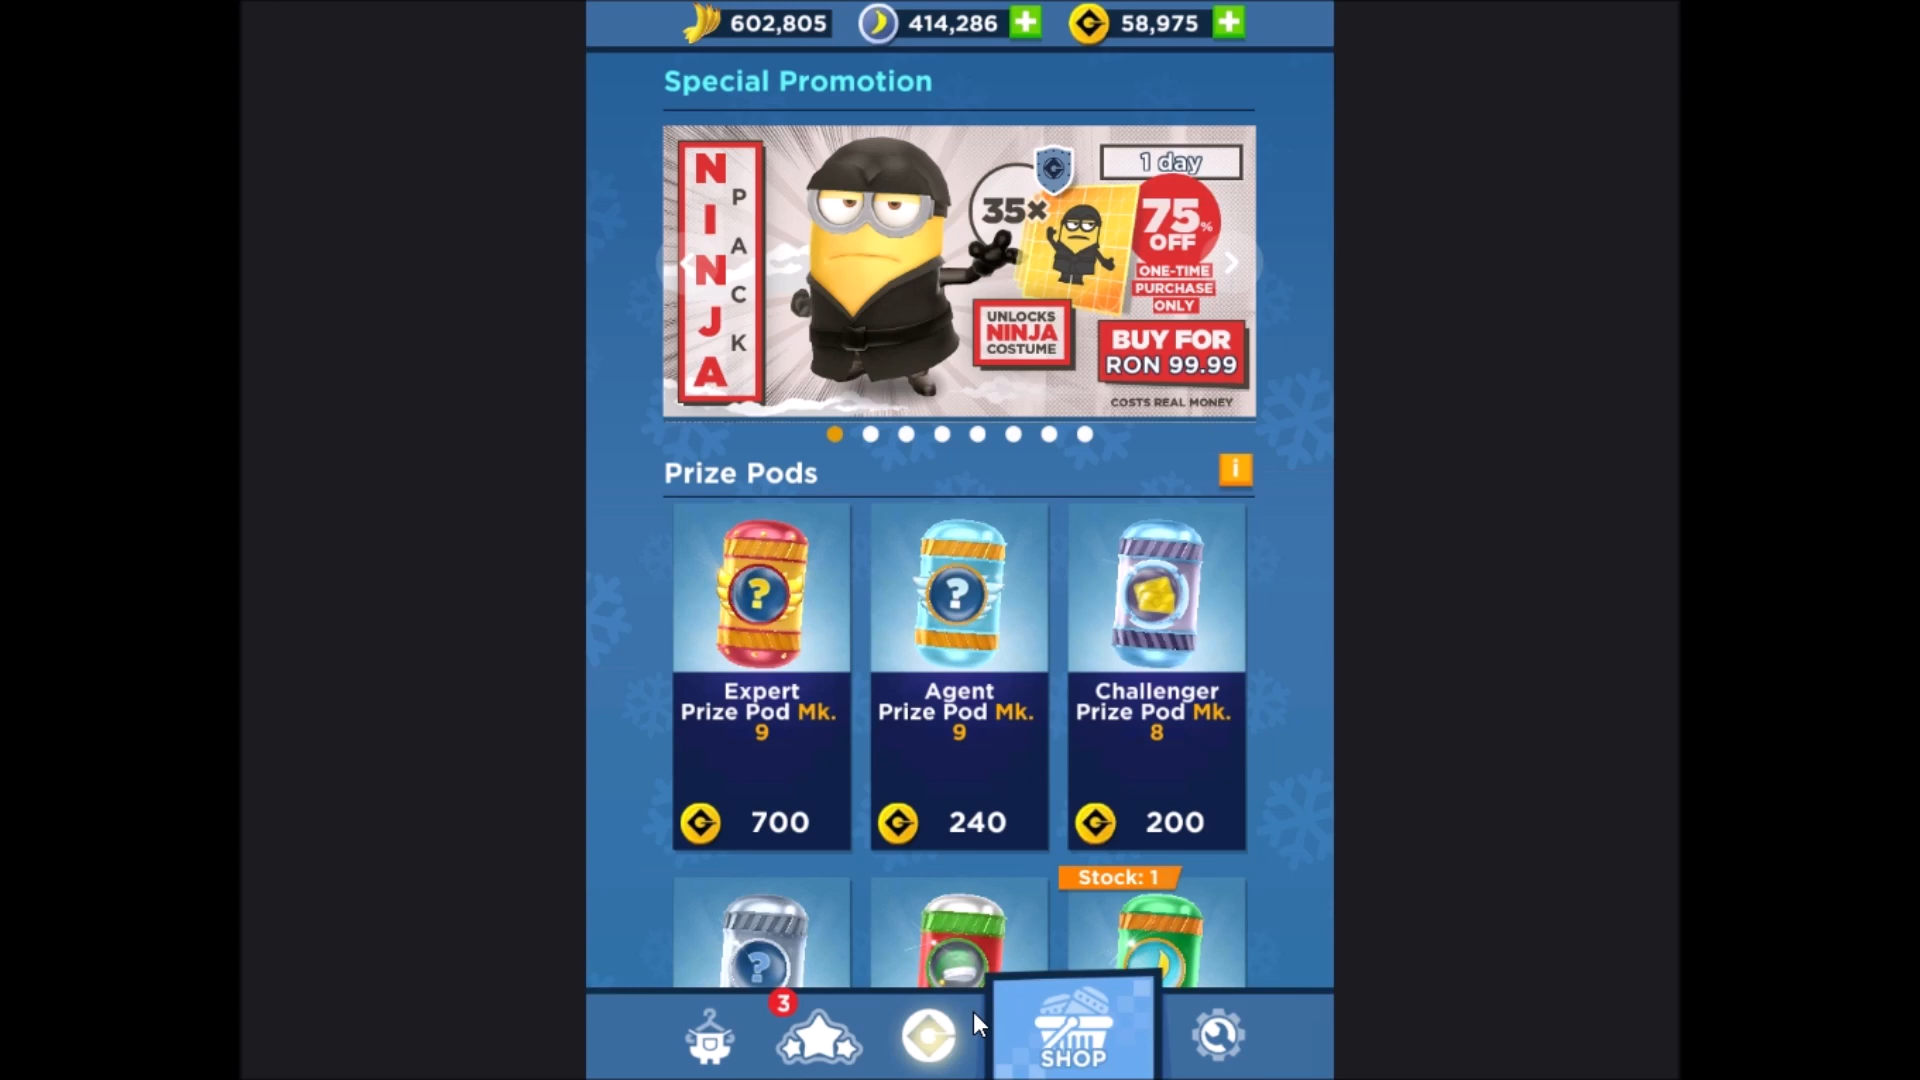 602,805
414,286
58,975
Special Promotion
NINJA
PACK
35x
1 day
75%
OFF
ONE-TIME
PURCHASE
ONLY
UNLOCKS
NINJA
COSTUME
BUY FOR
RON 99.99
COSTS REAL MONEY
Prize Pods
i
?
?
Expert
Prize Pod Mk.
9
700
Agent
Prize Pod Mk.
9
240
Challenger
Prize Pod Mk.
8
200
Stock: 1
?
3
SHOP